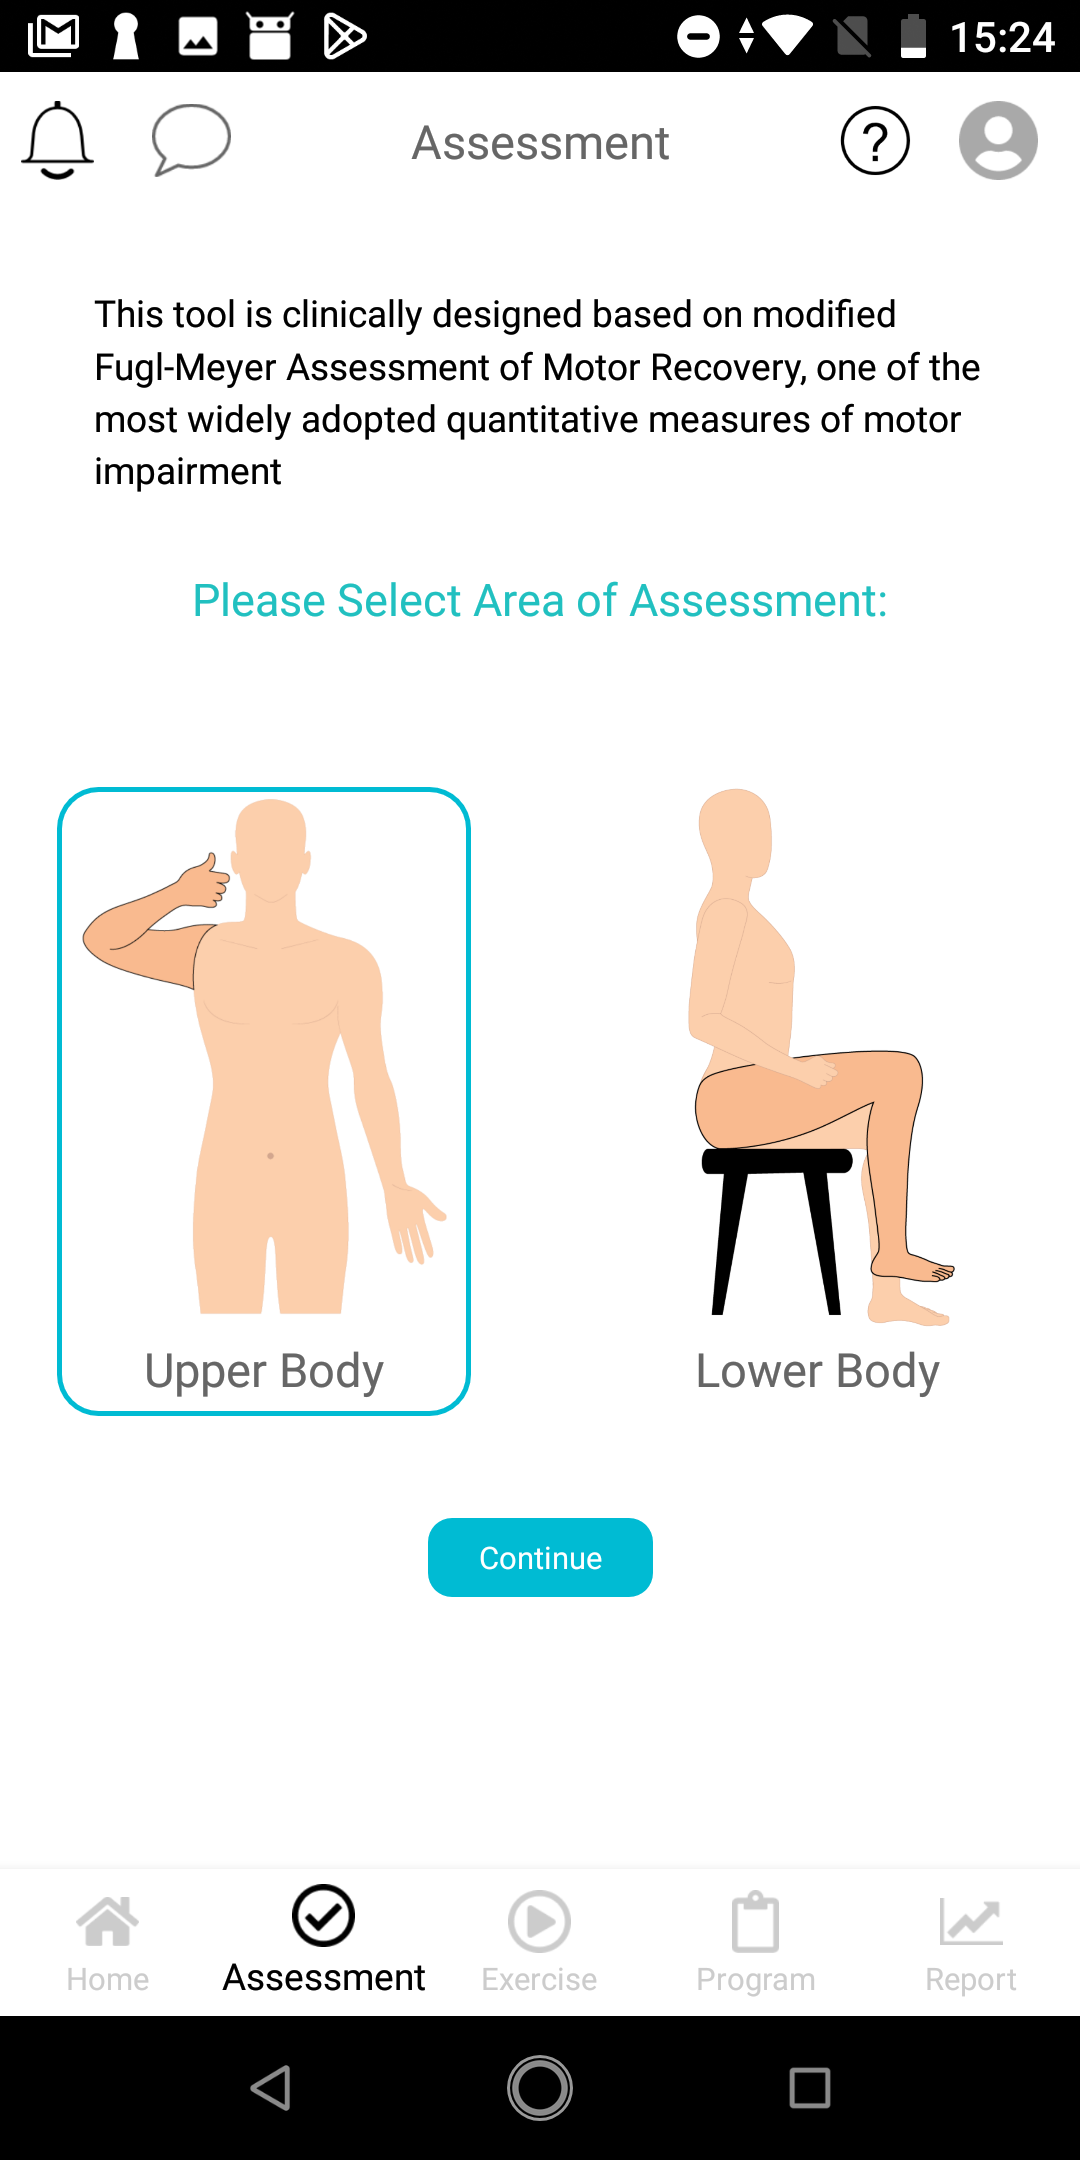 15:24
Assessment
?
This tool is clinically designed based on modified
Fugl-Meyer Assessment of Motor Recovery, one of the
most widely adopted quantitative measures of motor
impairment
Please Select Area of Assessment:
Upper Body
Lower Body
Continue
Home
Assessment
Exercise
Program
Report